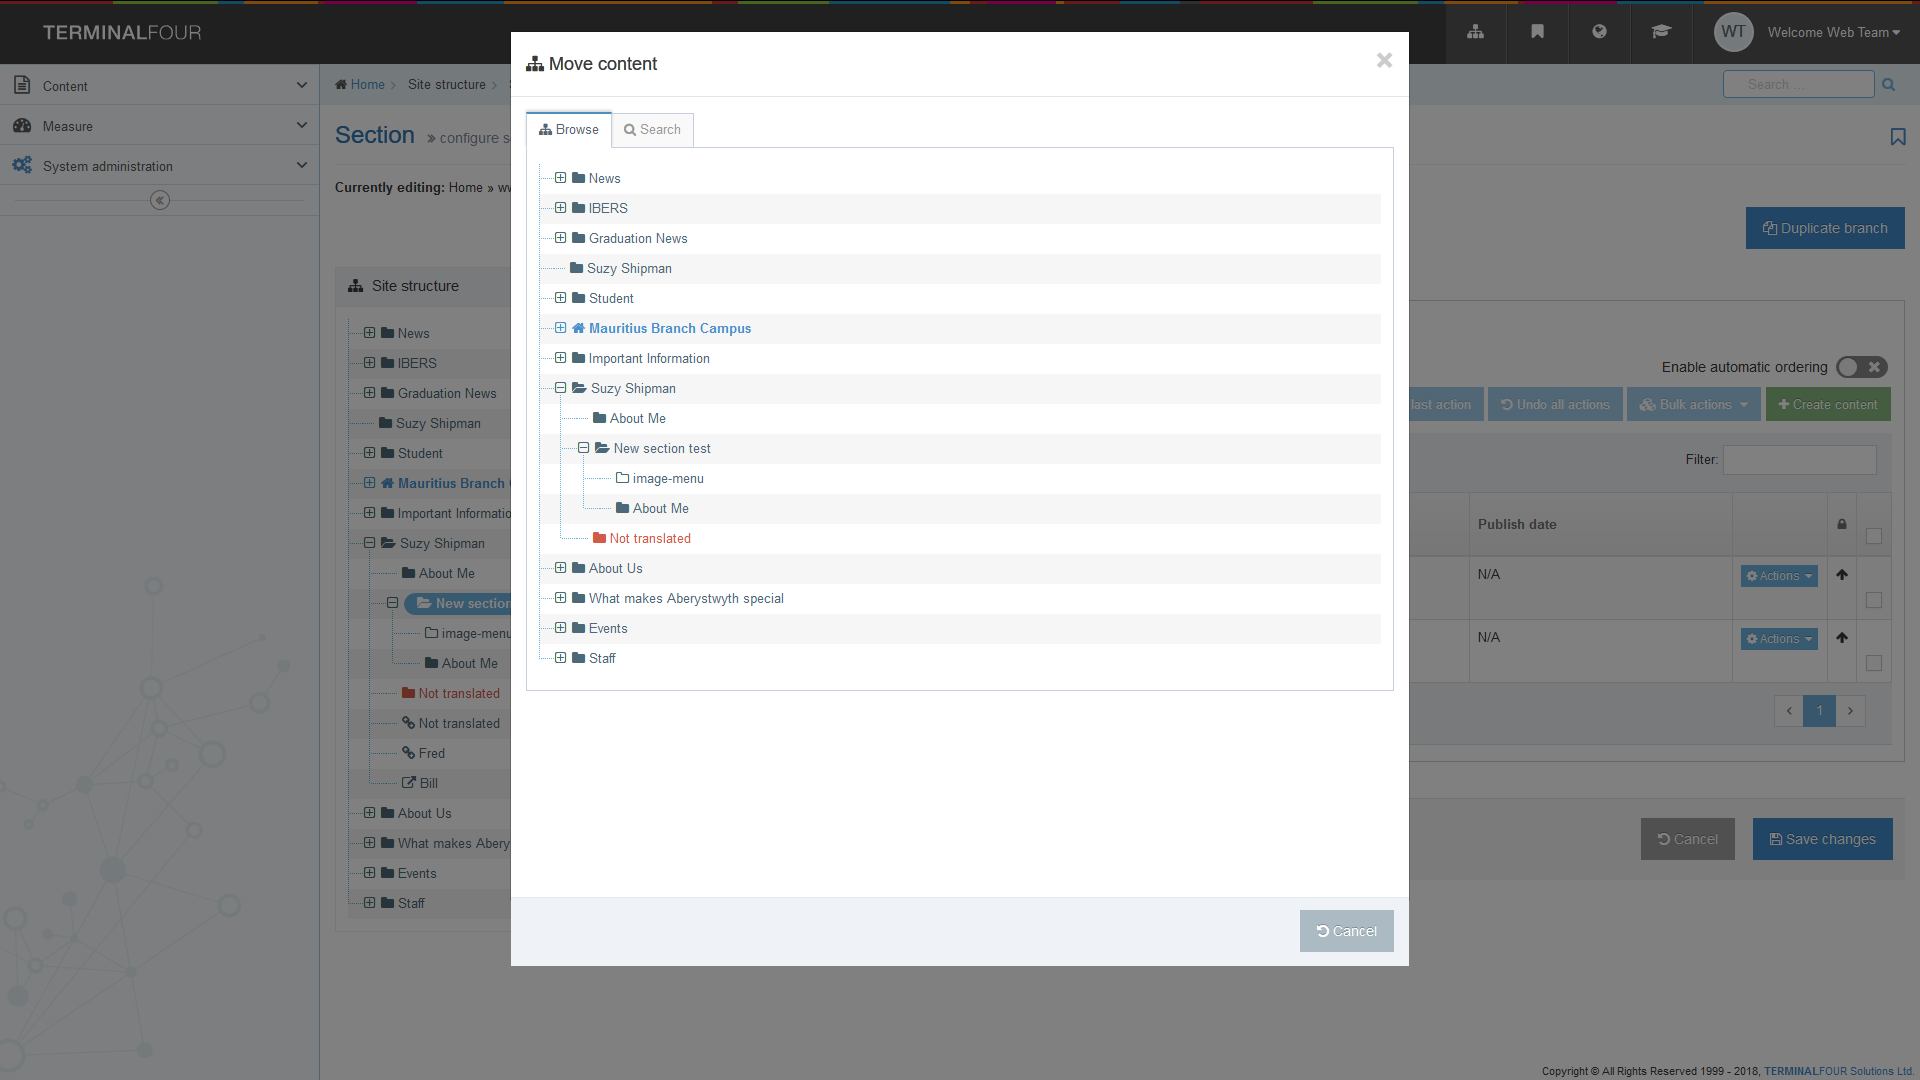 TERMINALFOUR
WT
Welcome Web Team
Content
Measure
System administration
Home
Site structure
Search ...
Section
» configure s
Currently editing: Home » ww
Duplicate branch
Site structure
News
IBERS
Graduation News
Suzy Shipman
Student
Mauritius Branch
Important Informatio
Suzy Shipman
About Me
New section
image-menu
About Me
Not translated
Not translated
Fred
Bill
About Us
What makes Abery
Events
Staff
Move content
Browse
Search
News
IBERS
Graduation News
Suzy Shipman
Student
Mauritius Branch Campus
Important Information
Suzy Shipman
About Me
New section test
image-menu
About Me
Not translated
About Us
What makes Aberystwyth special
Events
Staff
Cancel
Enable automatic ordering
last action
Undo all actions
Bulk actions
Create content
Filter:
Publish date
N/A
Actions
N/A
Actions
1
Cancel
Save changes
Copyright © All Rights Reserved 1999 - 2018, TERMINALFOUR Solutions Ltd.